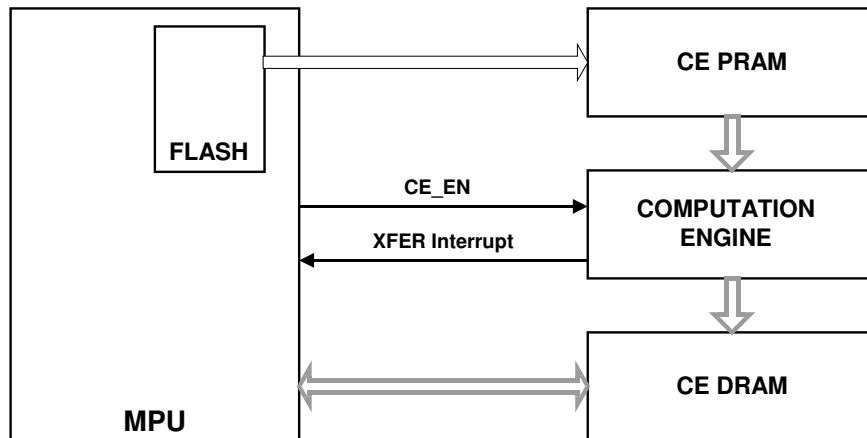 CE PRAM
FLASH
CE_EN
COMPUTATION
ENGINE
XFER Interrupt
CE DRAM
MPU